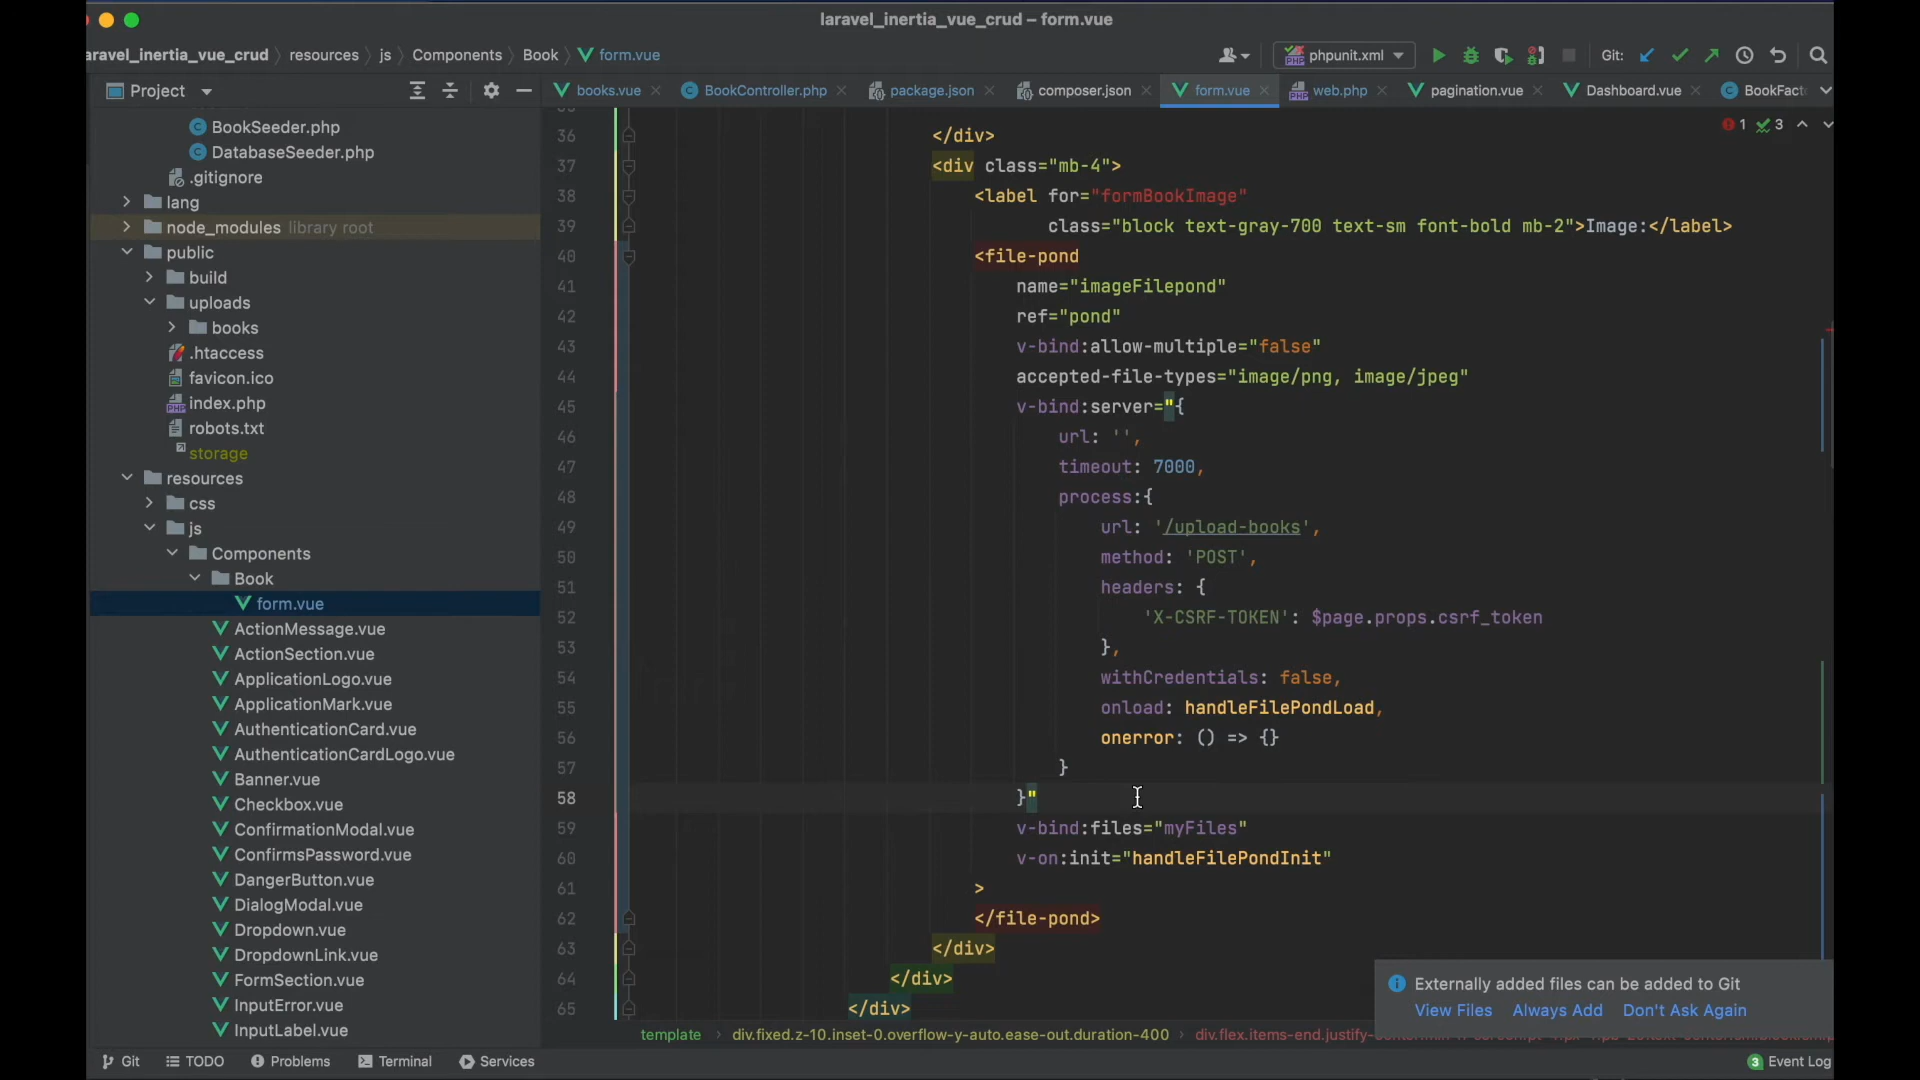 laravel_inertia_vue_crud – form.vue
aravel_inertia_vue_crud
resources
js
Components
Book
form.vue
phpunit.xml
Git:
Project
books.vue
BookController.php
package.json
composer.json
form.vue
web.php
pagination.vue
Dashboard.vue
BookFact
1
3
BookSeeder.php
DatabaseSeeder.php
.gitignore
lang
node_modules library root
public
build
uploads
books
.htaccess
favicon.ico
index.php
robots.txt
storage
resources
css
js
Components
Book
form.vue
ActionMessage.vue
ActionSection.vue
ApplicationLogo.vue
ApplicationMark.vue
AuthenticationCard.vue
AuthenticationCardLogo.vue
Banner.vue
Checkbox.vue
ConfirmationModal.vue
ConfirmsPassword.vue
DangerButton.vue
DialogModal.vue
Dropdown.vue
DropdownLink.vue
FormSection.vue
InputError.vue
InputLabel.vue
36 </div>
37 <div class="mb-4">
38 <label for="formBookImage"
39 class="block text-gray-700 text-sm font-bold mb-2">Image:</label>
40 <file-pond
41 name="imageFilepond"
42 ref="pond"
43 v-bind:allow-multiple="false"
44 accepted-file-types="image/png, image/jpeg"
45 v-bind:server="{
46 url: '',
47 timeout: 7000,
48 process:{
49 url: '/upload-books',
50 method: 'POST',
51 headers: {
52 'X-CSRF-TOKEN': $page.props.csrf_token
53 },
54 withCredentials: false,
55 onload: handleFilePondLoad,
56 onerror: () => {}
57 }
58 }"
59 v-bind:files="myFiles"
60 v-on:init="handleFilePondInit"
61 >
62 </file-pond>
63 </div>
64 </div>
65 </div>
Externally added files can be added to Git
View Files Always Add Don't Ask Again
template
div.fixed.z-10.inset-0.overflow-y-auto.ease-out.duration-400
Git
TODO
Problems
Terminal
Services
3 Event Log